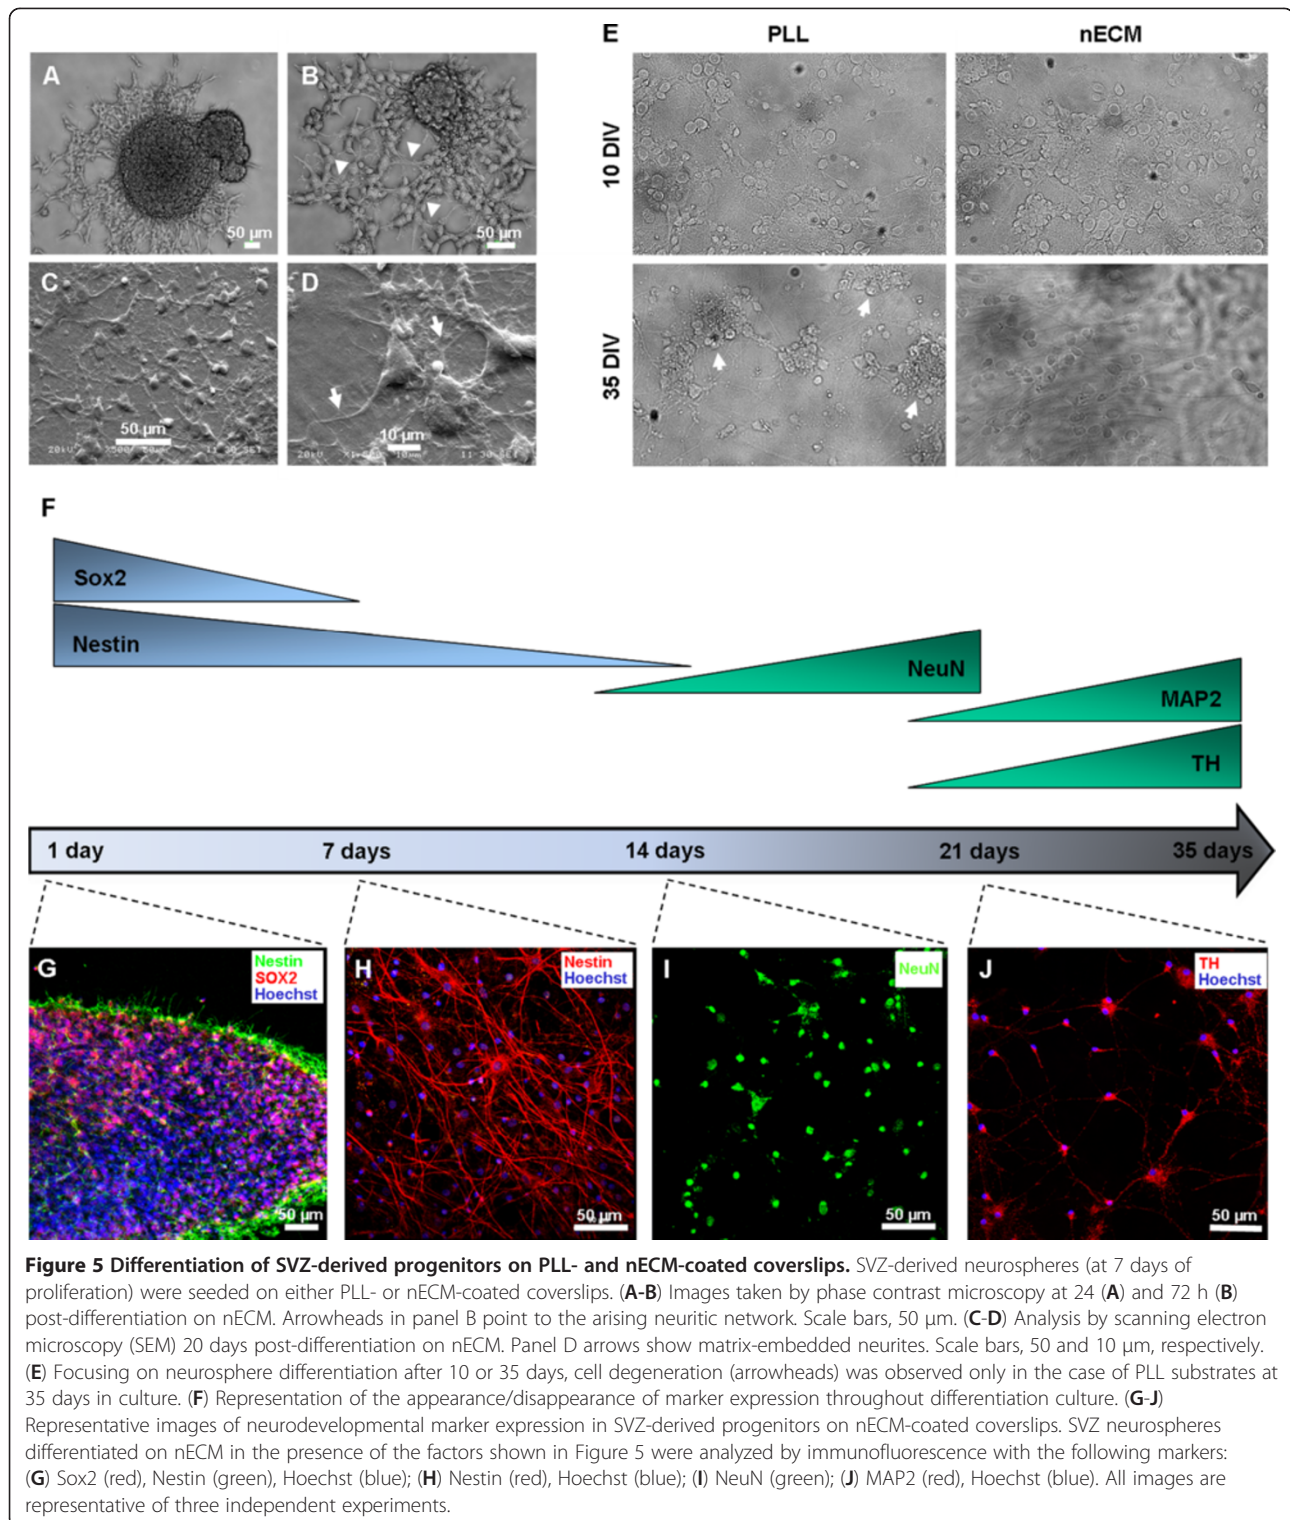 A
50 µm
B
50 µm
C
50 µm
20kU
11 30 SEI
D
10 µm
20kU
11 30 SEI
E
PLL
nECM
10 DIV
35 DIV
F
Sox2
Nestin
NeuN
MAP2
TH
1 day
7 days
14 days
21 days
35 days
G
Nestin
SOX2
Hoechst
50 µm
H
Nestin
Hoechst
50 µm
I
NeuN
50 µm
J
TH
Hoechst
50 µm
Figure 5 Differentiation of SVZ-derived progenitors on PLL- and nECM-coated coverslips. SVZ-derived neurospheres (at 7 days of
proliferation) were seeded on either PLL- or nECM-coated coverslips. (A-B) Images taken by phase contrast microscopy at 24 (A) and 72 h (B)
post-differentiation on nECM. Arrowheads in panel B point to the arising neuritic network. Scale bars, 50 µm. (C-D) Analysis by scanning electron
microscopy (SEM) 20 days post-differentiation on nECM. Panel D arrows show matrix-embedded neurites. Scale bars, 50 and 10 µm, respectively.
(E) Focusing on neurosphere differentiation after 10 or 35 days, cell degeneration (arrowheads) was observed only in the case of PLL substrates at
35 days in culture. (F) Representation of the appearance/disappearance of marker expression throughout differentiation culture. (G-J)
Representative images of neurodevelopmental marker expression in SVZ-derived progenitors on nECM-coated coverslips. SVZ neurospheres
differentiated on nECM in the presence of the factors shown in Figure 5 were analyzed by immunofluorescence with the following markers:
(G) Sox2 (red), Nestin (green), Hoechst (blue); (H) Nestin (red), Hoechst (blue); (I) NeuN (green); (J) MAP2 (red), Hoechst (blue). All images are
representative of three independent experiments.